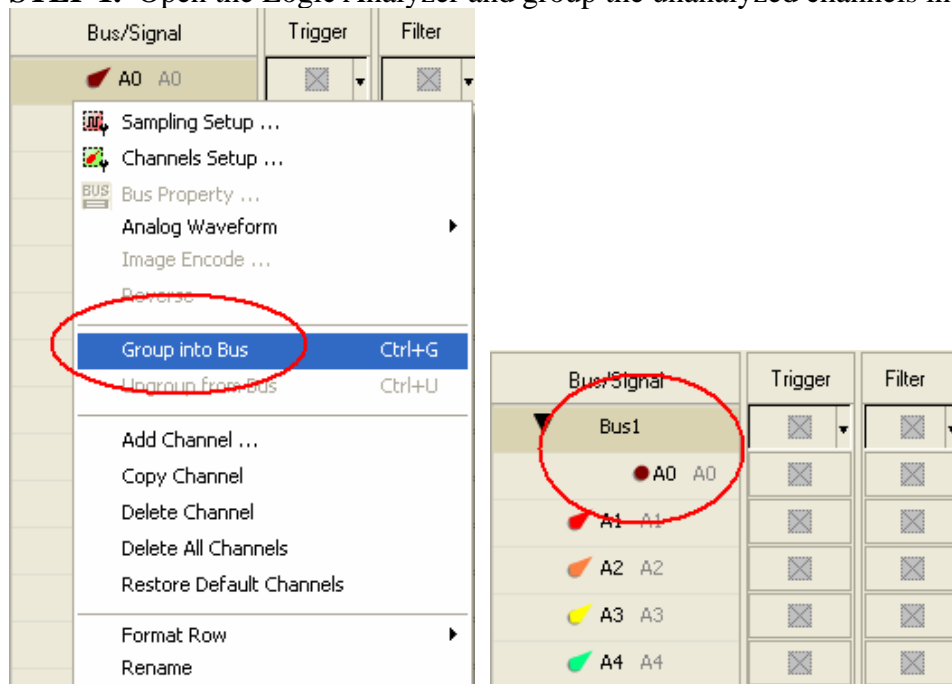 STEP 1. Open the Logic Analyzer and group the unanalyzed channels in
Bus/Signal Trigger Filter
A0 A0
Sampling Setup ...
Channels Setup ...
BUS Bus Property ...
Analog Waveform
Image Encode ...
Reverse
Group into Bus Ctrl+G
Ungroup from Bus Ctrl+U
Add Channel ...
Copy Channel
Delete Channel
Delete All Channels
Restore Default Channels
Format Row
Rename
Bus/Signal Trigger Filter
Bus1
A0 A0
A1 A1
A2 A2
A3 A3
A4 A4